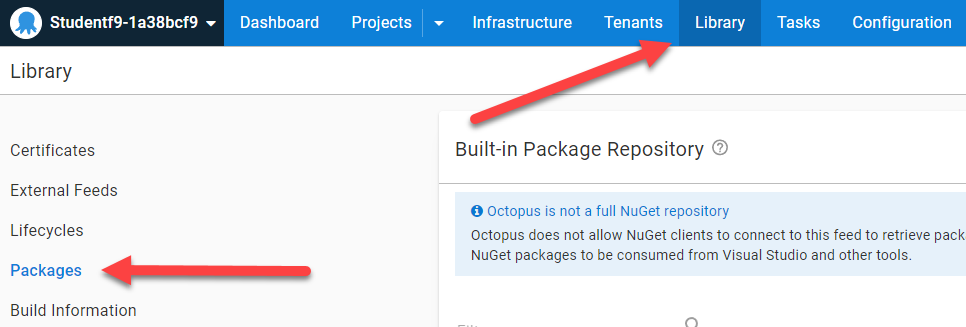 Studentf9-1a38bcf9 Dashboard Projects Infrastructure Tenants Library Tasks Configuration
Library
Certificates
External Feeds
Lifecycles
Packages
Build Information
Built-in Package Repository
Octopus is not a full NuGet repository
Octopus does not allow NuGet clients to connect to this feed to retrieve pack
NuGet packages to be consumed from Visual Studio and other tools.